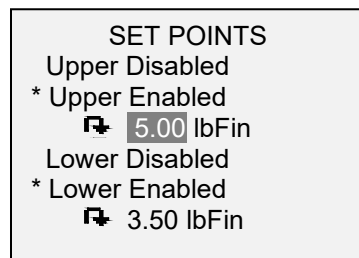 SET POINTS
Upper Disabled
* Upper Enabled
5.00 lbFin
Lower Disabled
* Lower Enabled
3.50 lbFin